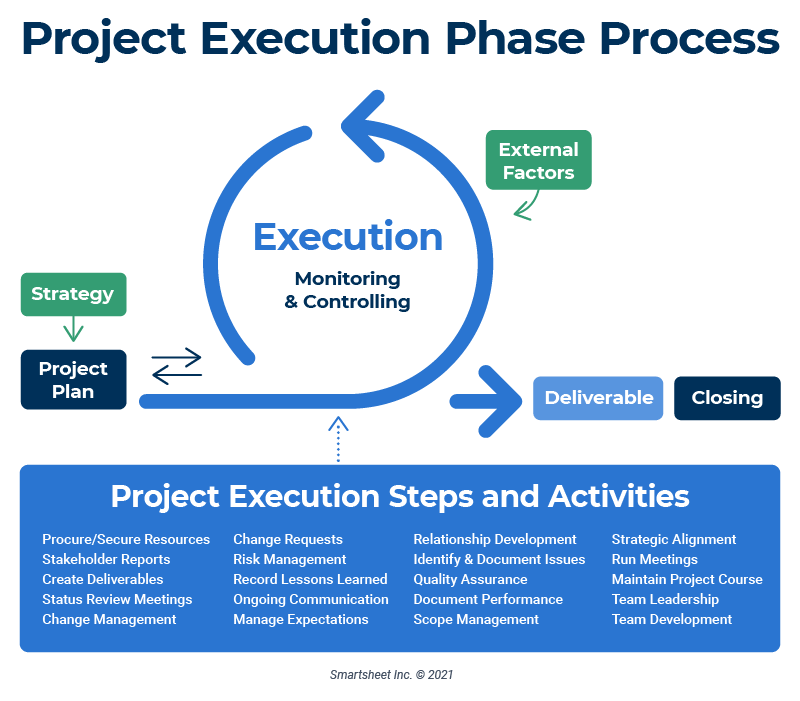 Project Execution Phase Process
External
Factors
Execution
Monitoring
& Controlling
Strategy
Project
Plan
Deliverable
Closing
Project Execution Steps and Activities
Procure/Secure Resources
Stakeholder Reports
Create Deliverables
Status Review Meetings
Change Management
Change Requests
Risk Management
Record Lessons Learned
Ongoing Communication
Manage Expectations
Relationship Development
Identify & Document Issues
Quality Assurance
Document Performance
Scope Management
Strategic Alignment
Run Meetings
Maintain Project Course
Team Leadership
Team Development
Smartsheet Inc. © 2021